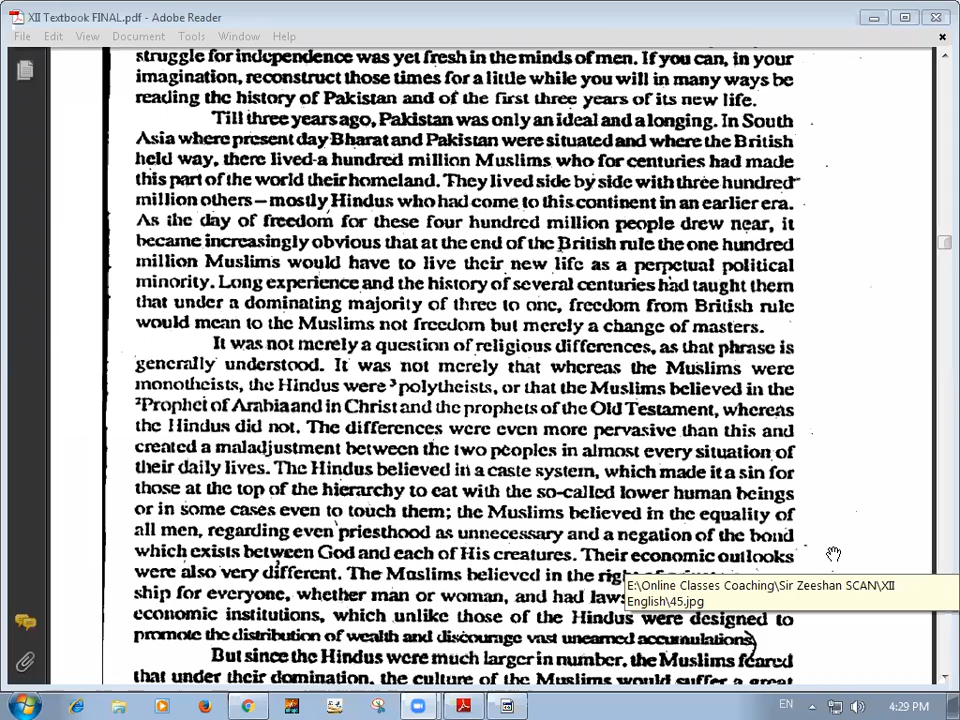 XII Textbook FINAL.pdf - Adobe Reader
File Edit View Document Tools Window Help
struggle for independence was yet fresh in the minds of men. If you can, in your
imagination, reconstruct those times for a little while you will in many ways be
reading the history of Pakistan and of the first three years of its new life.
Till three years ago, Pakistan was only an ideal and a longing. In South
Asia where present day Bharat and Pakistan were situated and where the British
held way, there lived a hundred million Muslims who for centuries had made
this part of the world their homeland. They lived side by side with three hundred
million others — mostly Hindus who had come to this continent in an earlier era.
As the day of freedom for these four hundred million people drew near, it
became increasingly obvious that at the end of the British rule the one hundred
million Muslims would have to live their new life as a perpetual political
minority. Long experience and the history of several centuries had taught them
that under a dominating majority of three to one, freedom from British rule
would mean to the Muslims not freedom but merely a change of masters.
It was not merely a question of religious differences, as that phrase is
generally understood. It was not merely that whereas the Muslims were
monotheists, the Hindus were ³polytheists, or that the Muslims believed in the
²Prophet of Arabia and in Christ and the prophets of the Old Testament, whereas
the Hindus did not. The differences were even more pervasive than this and
created a maladjustment between the two peoples in almost every situation of
their daily lives. The Hindus believed in a caste system, which made it a sin for
those at the top of the hierarchy to eat with the so-called lower human beings
or in some cases even to touch them; the Muslims believed in the equality of
all men, regarding even priesthood as unnecessary and a negation of the bond
which exists between God and each of His creatures. Their economic outlooks
were also very different. The Muslims believed in the
ship for everyone, whether man or woman, and had
economic institutions, which unlike those of the Hindus were designed to
promote the distribution of wealth and discourage vast unearned accumulations)
But since the Hindus were much larger in number, the Muslims feared
that under their domination, the culture of the Muslims would suffer a great
E:\Online Classes Coaching\Sir Zeeshan SCAN\XII
English\45.jpg
EN 4:29 PM